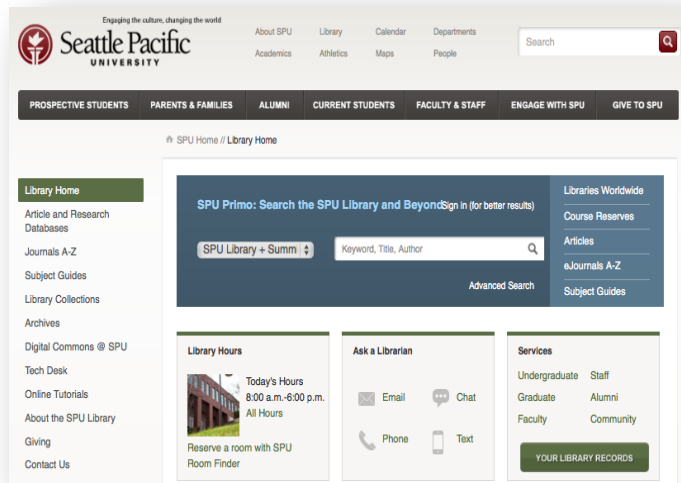 Engaging the culture, changing the world
Seattle Pacific
UNIVERSITY
About SPU Library Calendar Departments
Academics Athletics Maps People
Search
PROSPECTIVE STUDENTS PARENTS & FAMILIES ALUMNI CURRENT STUDENTS FACULTY & STAFF ENGAGE WITH SPU GIVE TO SPU
SPU Home // Library Home
Library Home
Article and Research
Databases
Journals A-Z
Subject Guides
Library Collections
Archives
Digital Commons @ SPU
Tech Desk
Online Tutorials
About the SPU Library
Giving
Contact Us
SPU Primo: Search the SPU Library and Beyond Sign in (for better results)
SPU Library + Summ Keyword, Title, Author
Advanced Search
Libraries Worldwide
Course Reserves
Articles
eJournals A-Z
Subject Guides
Library Hours
Today's Hours
8:00 a.m.-6:00 p.m.
All Hours
Reserve a room with SPU
Room Finder
Ask a Librarian
Email Chat
Phone Text
Services
Undergraduate Staff
Graduate Alumni
Faculty Community
YOUR LIBRARY RECORDS